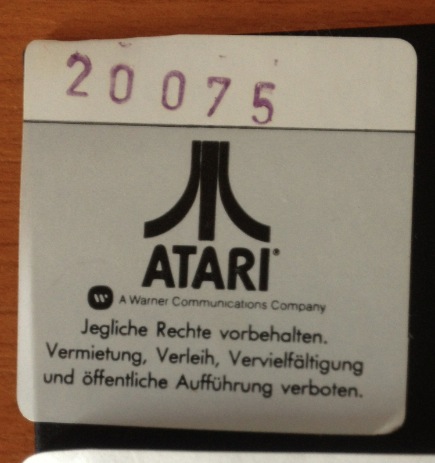 20075
ATARI®
W A Warner Communications Company
Jegliche Rechte vorbehalten.
Vermietung, Verleih, Vervielfältigung
und öffentliche Aufführung verboten.